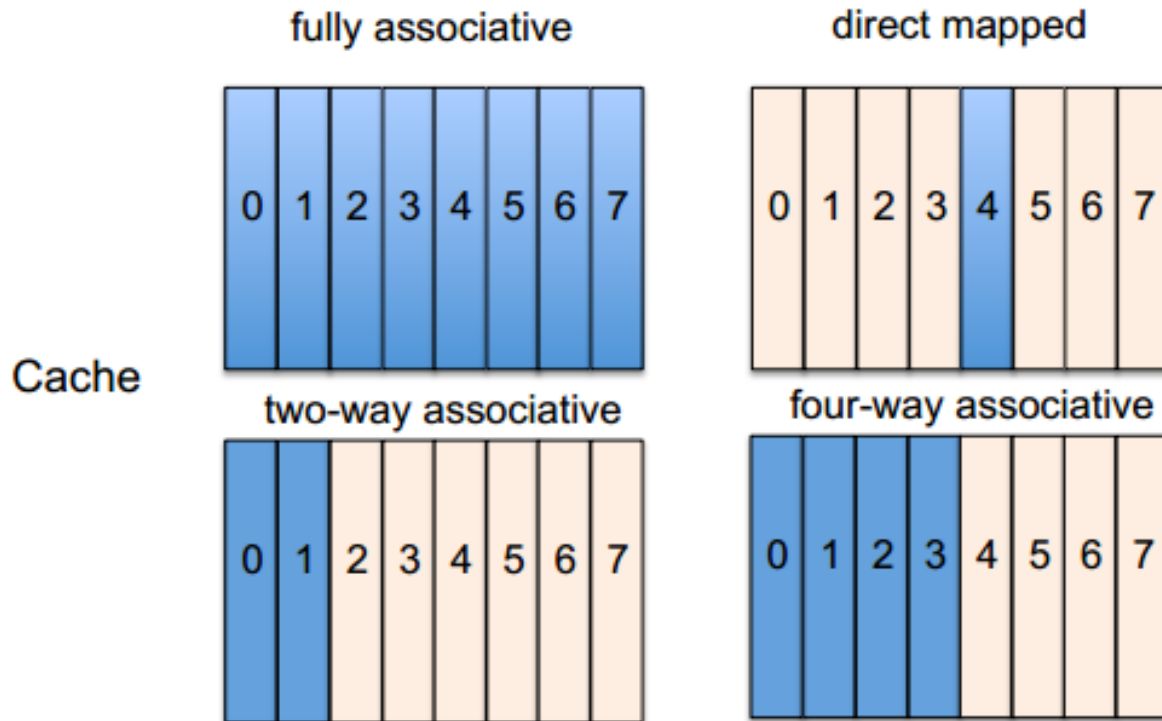 fully associative
direct mapped
0 1 2 3 4 5 6 7
0 1 2 3 4 5 6 7
Cache
two-way associative
four-way associative
0 1 2 3 4 5 6 7
0 1 2 3 4 5 6 7